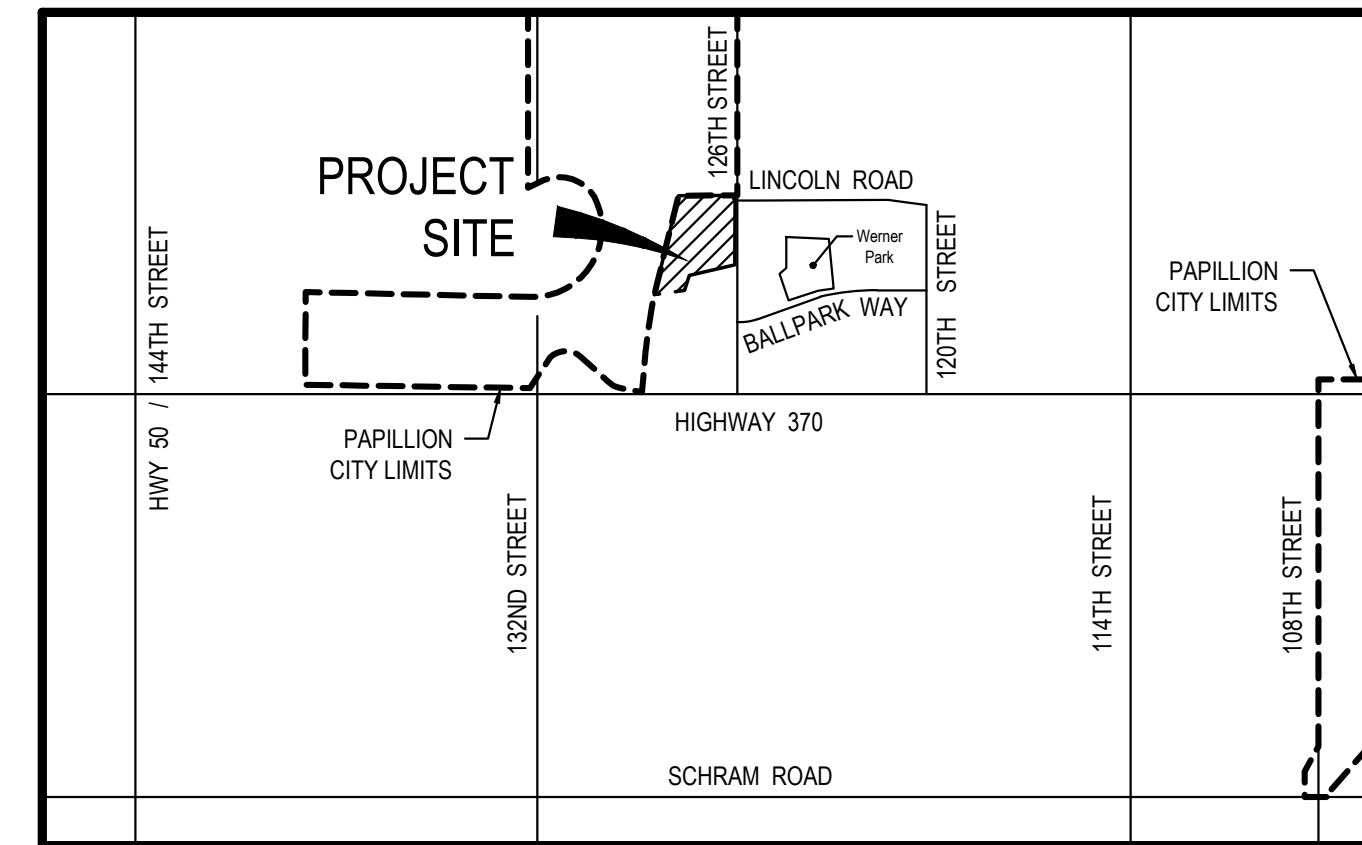 126TH STREET
PROJECT
SITE
LINCOLN ROAD
Werner
Park
BALLPARK WAY
120TH STREET
HWY 50 / 144TH STREET
PAPILLION
CITY LIMITS
HIGHWAY 370
PAPILLION
CITY LIMITS
132ND STREET
114TH STREET
108TH STREET
SCHRAM ROAD